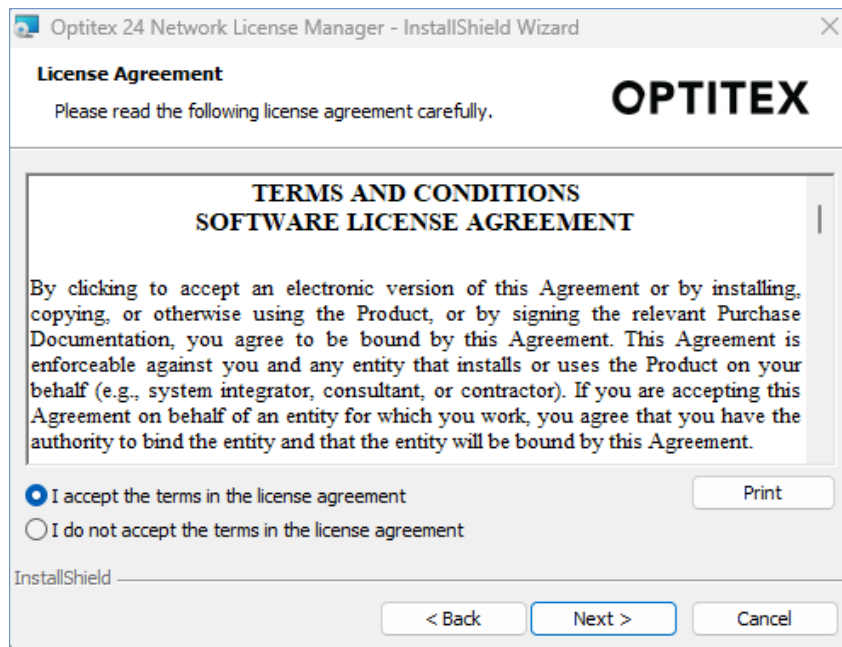 Optitex 24 Network License Manager - InstallShield Wizard
License Agreement
Please read the following license agreement carefully.
OPTITEX
TERMS AND CONDITIONS
SOFTWARE LICENSE AGREEMENT
By clicking to accept an electronic version of this Agreement or by installing,
copying, or otherwise using the Product, or by signing the relevant Purchase
Documentation, you agree to be bound by this Agreement. This Agreement is
enforceable against you and any entity that installs or uses the Product on your
behalf (e.g., system integrator, consultant, or contractor). If you are accepting this
Agreement on behalf of an entity for which you work, you agree that you have the
authority to bind the entity and that the entity will be bound by this Agreement.
I accept the terms in the license agreement
Print
I do not accept the terms in the license agreement
InstallShield
< Back
Next >
Cancel